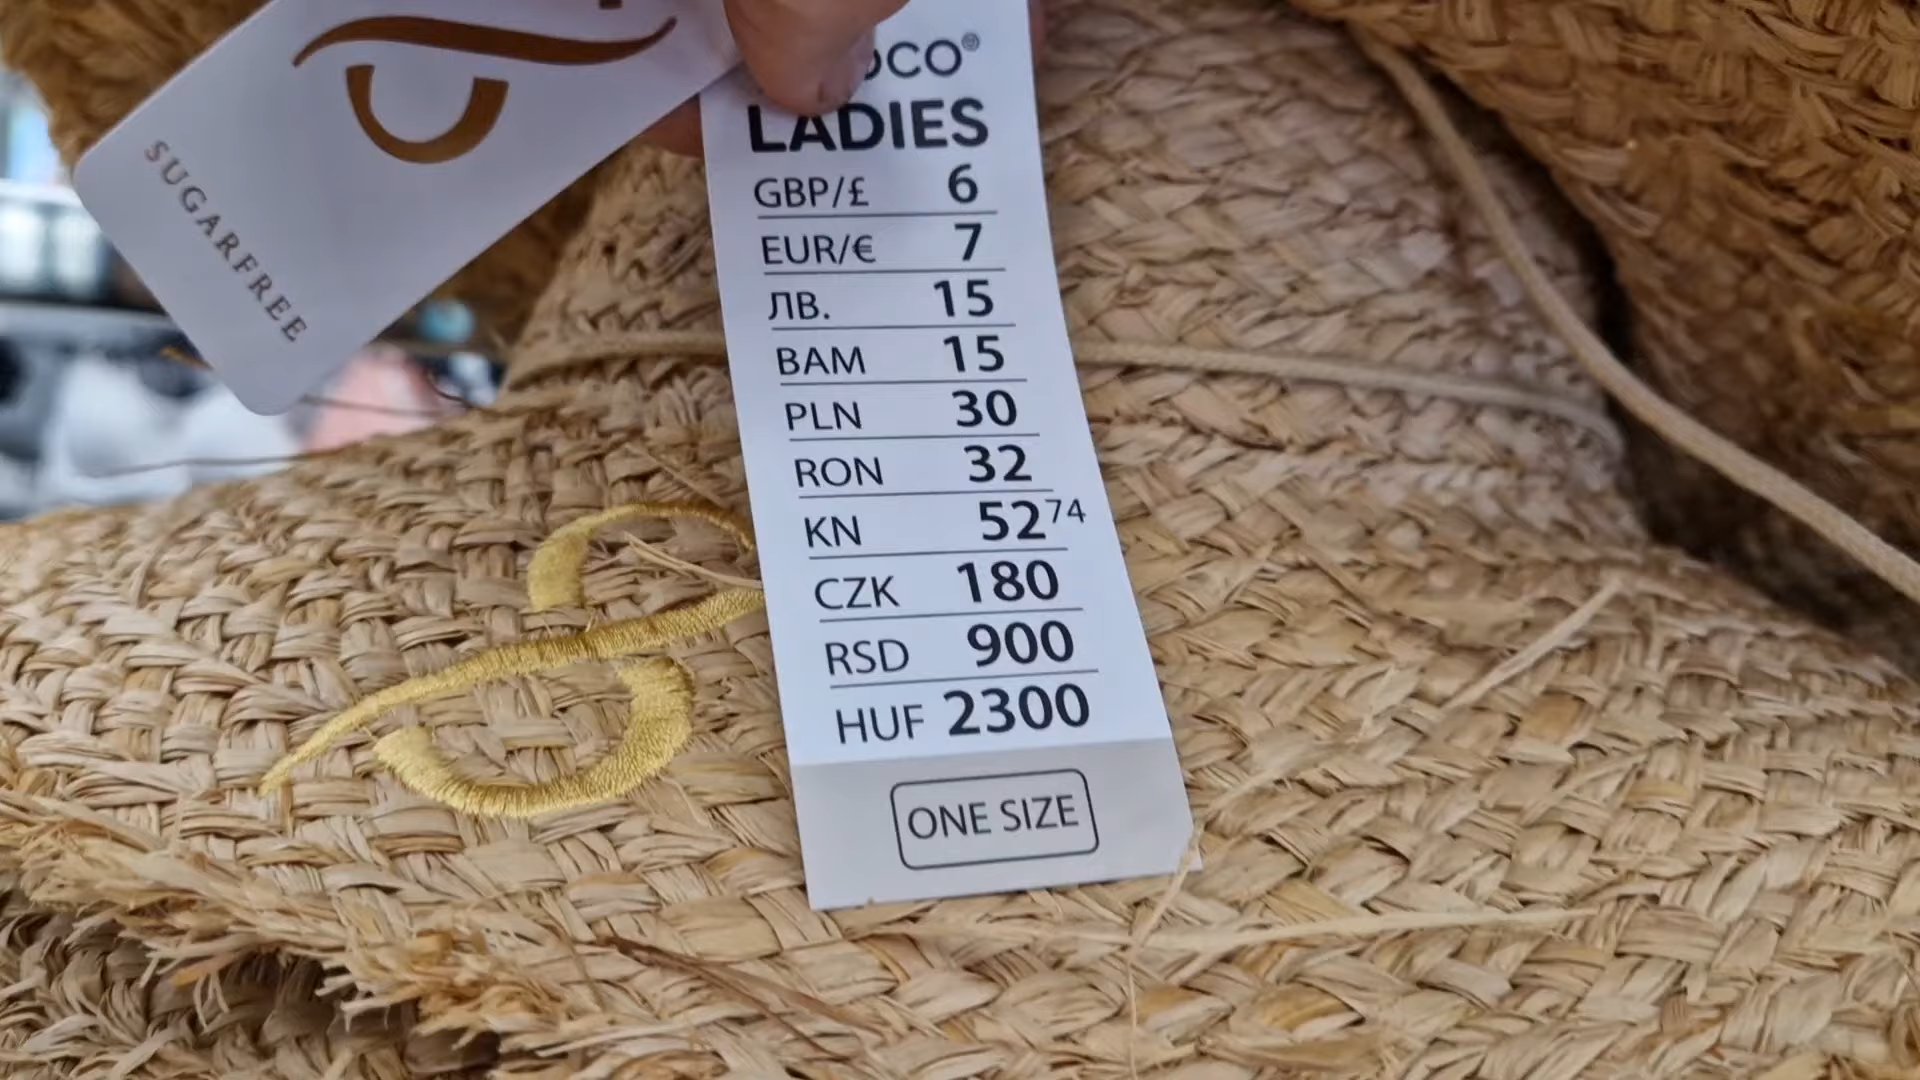 SUGARFREE
LADIES
GBP/£ 6
EUR/€ 7
ЛВ. 15
BAM 15
PLN 30
RON 32
KN 52⁷⁴
CZK 180
RSD 900
HUF 2300
ONE SIZE